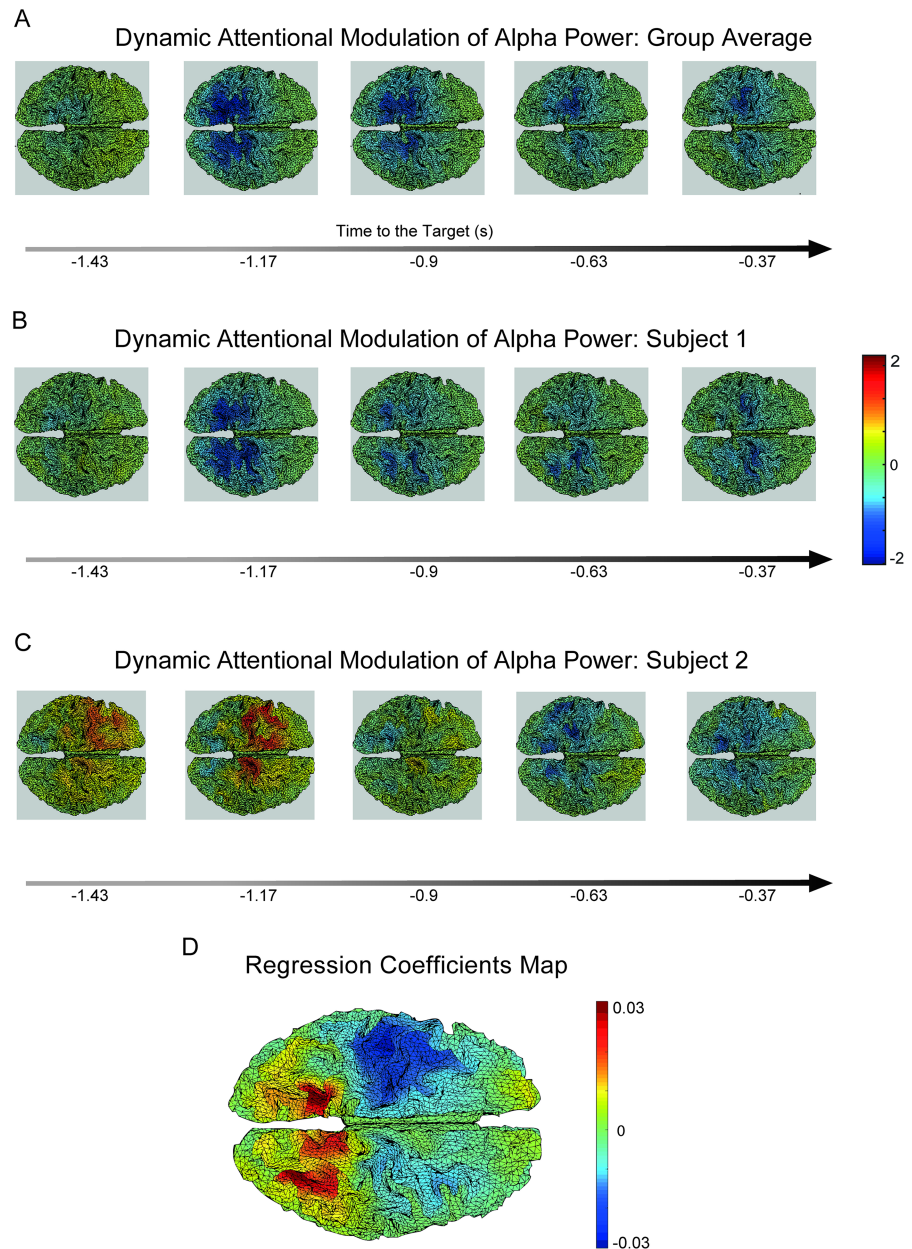 A
Dynamic Attentional Modulation of Alpha Power: Group Average
Time to the Target (s)
-1.43 -1.17 -0.9 -0.63 -0.37
B
Dynamic Attentional Modulation of Alpha Power: Subject 1
2
0
-2
-1.43 -1.17 -0.9 -0.63 -0.37
C
Dynamic Attentional Modulation of Alpha Power: Subject 2
-1.43 -1.17 -0.9 -0.63 -0.37
D
Regression Coefficients Map
0.03
0
-0.03